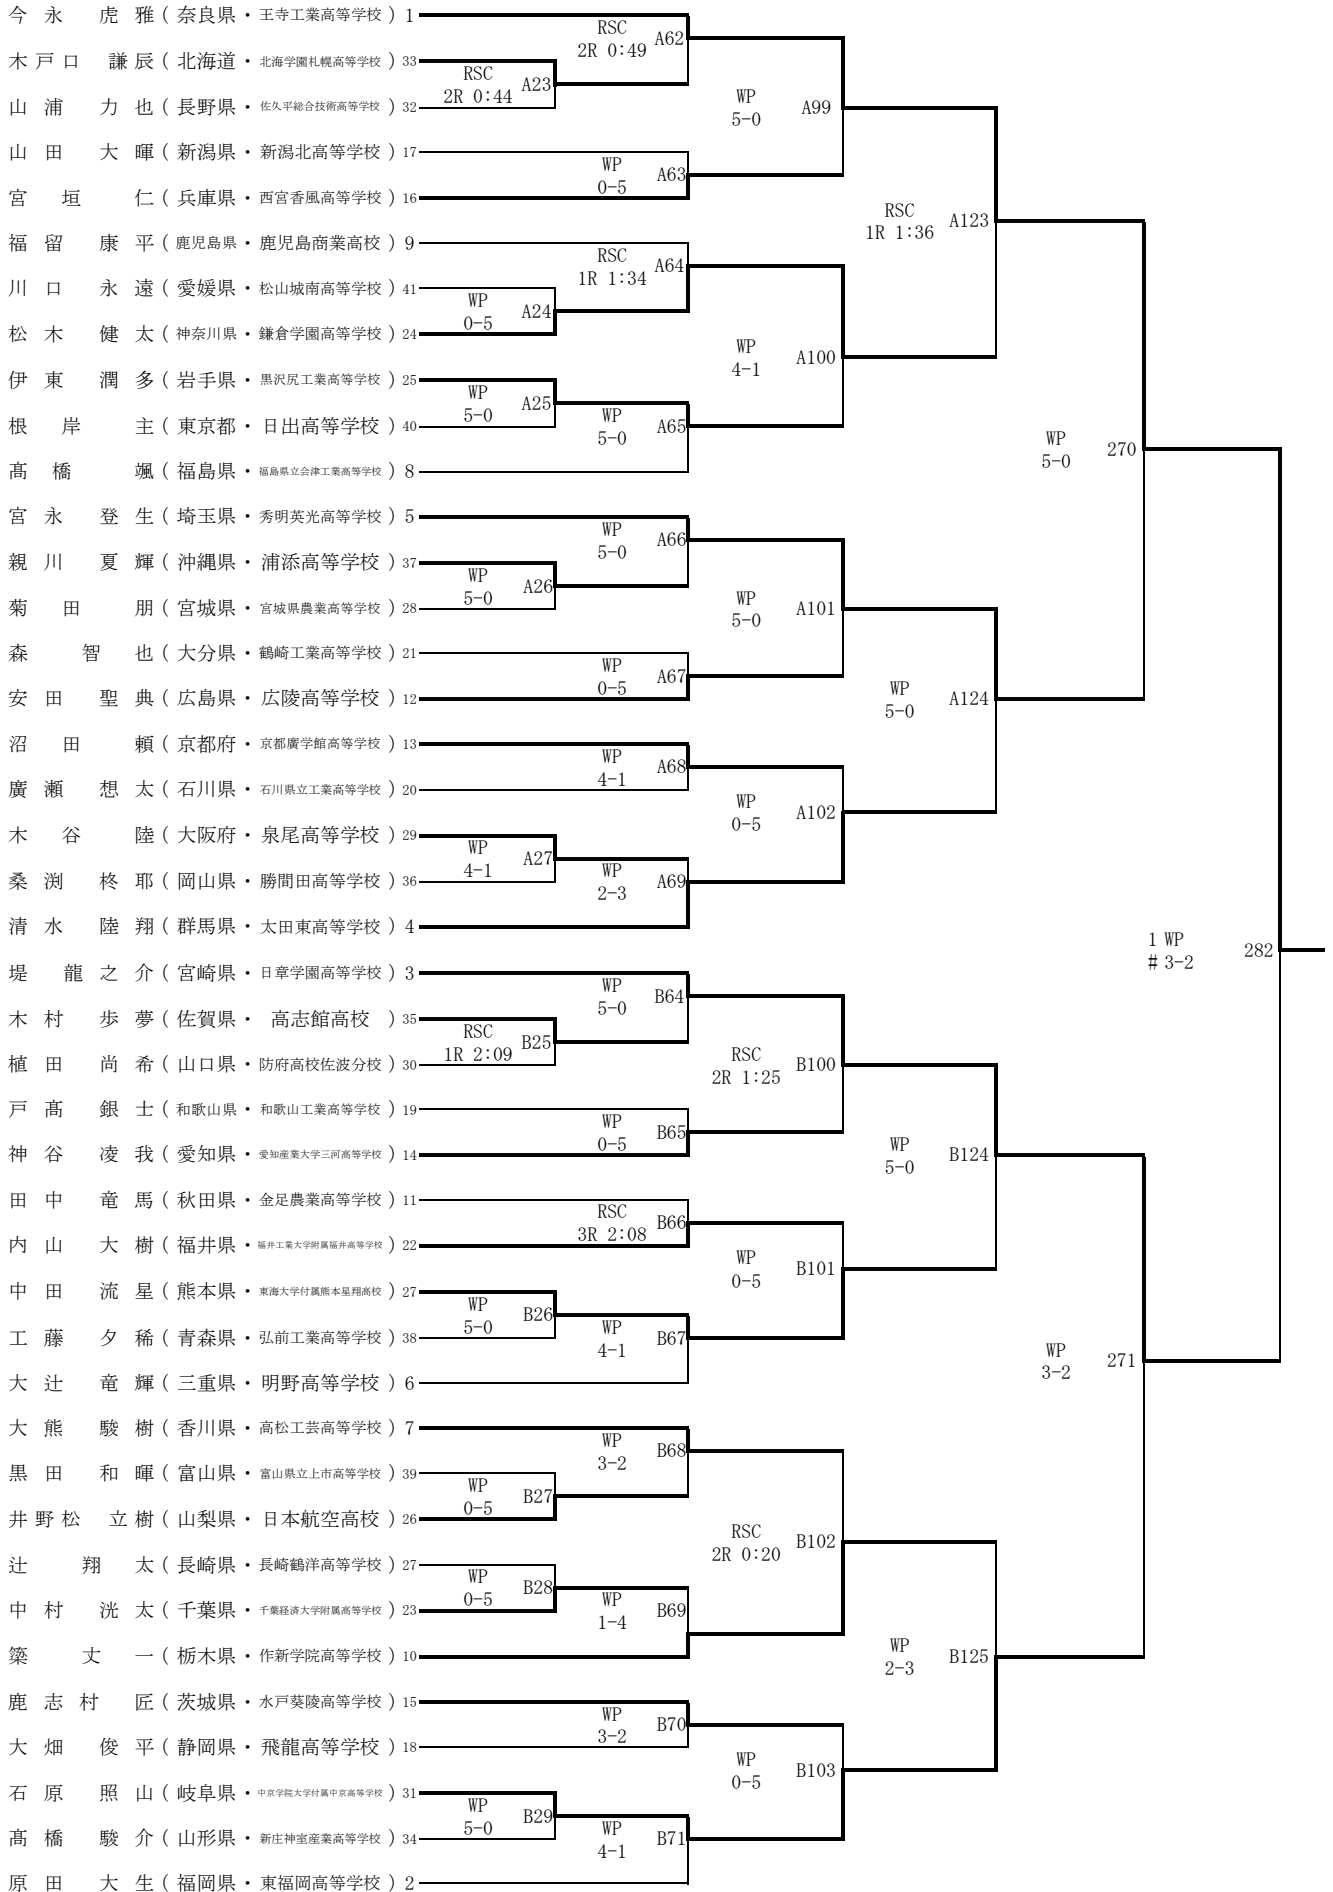 今永 虎雅 ( 奈良県 ・ 王寺工業高等学校 ) 1
RSC
2R 0:49 A62
木戸口 謙辰 ( 北海道 ・ 北海学園札幌高等学校 ) 33
RSC
2R 0:44 A23
山浦 力也 ( 長野県 ・ 佐久平総合技術高等学校 ) 32
WP
5-0 A99
山田 大暉 ( 新潟県 ・ 新潟北高等学校 ) 17
WP
0-5 A63
宮垣 仁 ( 兵庫県 ・ 西宮香風高等学校 ) 16
RSC
1R 1:36 A123
福留 康平 ( 鹿児島県 ・ 鹿児島商業高校 ) 9
RSC
1R 1:34 A64
川口 永遠 ( 愛媛県 ・ 松山城南高等学校 ) 41
WP
0-5 A24
松木 健太 ( 神奈川県 ・ 鎌倉学園高等学校 ) 24
WP
4-1 A100
伊東 潤多 ( 岩手県 ・ 黒沢尻工業高等学校 ) 25
WP
5-0 A25
根岸 主 ( 東京都 ・ 日出高等学校 ) 40
WP
5-0 A65
WP
5-0 270
髙橋 颯 ( 福島県 ・ 福島県立会津工業高等学校 ) 8
宮永 登生 ( 埼玉県 ・ 秀明英光高等学校 ) 5
WP
5-0 A66
親川 夏輝 ( 沖縄県 ・ 浦添高等学校 ) 37
WP
5-0 A26
菊田 朋 ( 宮城県 ・ 宮城県農業高等学校 ) 28
WP
5-0 A101
森 智也 ( 大分県 ・ 鶴崎工業高等学校 ) 21
WP
0-5 A67
安田 聖典 ( 広島県 ・ 広陵高等学校 ) 12
WP
5-0 A124
沼田 頼 ( 京都府 ・ 京都廣学館高等学校 ) 13
WP
4-1 A68
廣瀬 想太 ( 石川県 ・ 石川県立工業高等学校 ) 20
WP
0-5 A102
木谷 陸 ( 大阪府 ・ 泉尾高等学校 ) 29
WP
4-1 A27
桑渕 柊耶 ( 岡山県 ・ 勝間田高等学校 ) 36
WP
2-3 A69
清水 陸翔 ( 群馬県 ・ 太田東高等学校 ) 4
1 WP
# 3-2 282
堤 龍之介 ( 宮崎県 ・ 日章学園高等学校 ) 3
WP
5-0 B64
木村 歩夢 ( 佐賀県 ・ 高志館高校 ) 35
RSC
1R 2:09 B25
植田 尚希 ( 山口県 ・ 防府高校佐波分校 ) 30
RSC
2R 1:25 B100
戸髙 銀士 ( 和歌山県 ・ 和歌山工業高等学校 ) 19
WP
0-5 B65
神谷 凌我 ( 愛知県 ・ 愛知産業大学三河高等学校 ) 14
WP
5-0 B124
田中 竜馬 ( 秋田県 ・ 金足農業高等学校 ) 11
RSC
3R 2:08 B66
内山 大樹 ( 福井県 ・ 福井工業大学附属福井高等学校 ) 22
WP
0-5 B101
中田 流星 ( 熊本県 ・ 東海大学付属熊本星翔高校 ) 27
WP
5-0 B26
工藤 夕稀 ( 青森県 ・ 弘前工業高等学校 ) 38
WP
4-1 B67
WP
3-2 271
大辻 竜輝 ( 三重県 ・ 明野高等学校 ) 6
大熊 駿樹 ( 香川県 ・ 高松工芸高等学校 ) 7
WP
3-2 B68
黒田 和暉 ( 富山県 ・ 富山県立上市高等学校 ) 39
WP
0-5 B27
井野松 立樹 ( 山梨県 ・ 日本航空高校 ) 26
RSC
2R 0:20 B102
辻 翔太 ( 長崎県 ・ 長崎鶴洋高等学校 ) 27
WP
0-5 B28
中村 洸太 ( 千葉県 ・ 千葉経済大学附属高等学校 ) 23
WP
1-4 B69
簗 丈一 ( 栃木県 ・ 作新学院高等学校 ) 10
WP
2-3 B125
鹿志村 匠 ( 茨城県 ・ 水戸葵陵高等学校 ) 15
WP
3-2 B70
大畑 俊平 ( 静岡県 ・ 飛龍高等学校 ) 18
WP
0-5 B103
石原 照山 ( 岐阜県 ・ 中京学院大学付属中京高等学校 ) 31
WP
5-0 B29
髙橋 駿介 ( 山形県 ・ 新庄神室産業高等学校 ) 34
WP
4-1 B71
原田 大生 ( 福岡県 ・ 東福岡高等学校 ) 2